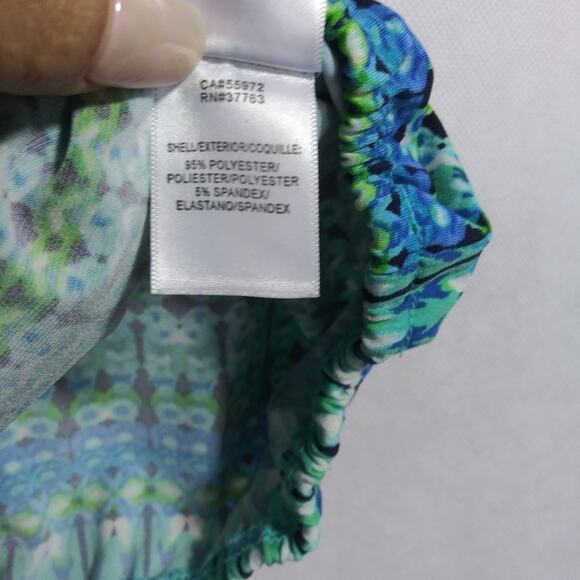 CA#55972
RN#37763
SHELL/EXTERIOR/COQUILLE:
95% POLYESTER/
POLIESTER/POLYESTER
5% SPANDEX/
ELASTANO/SPANDEX